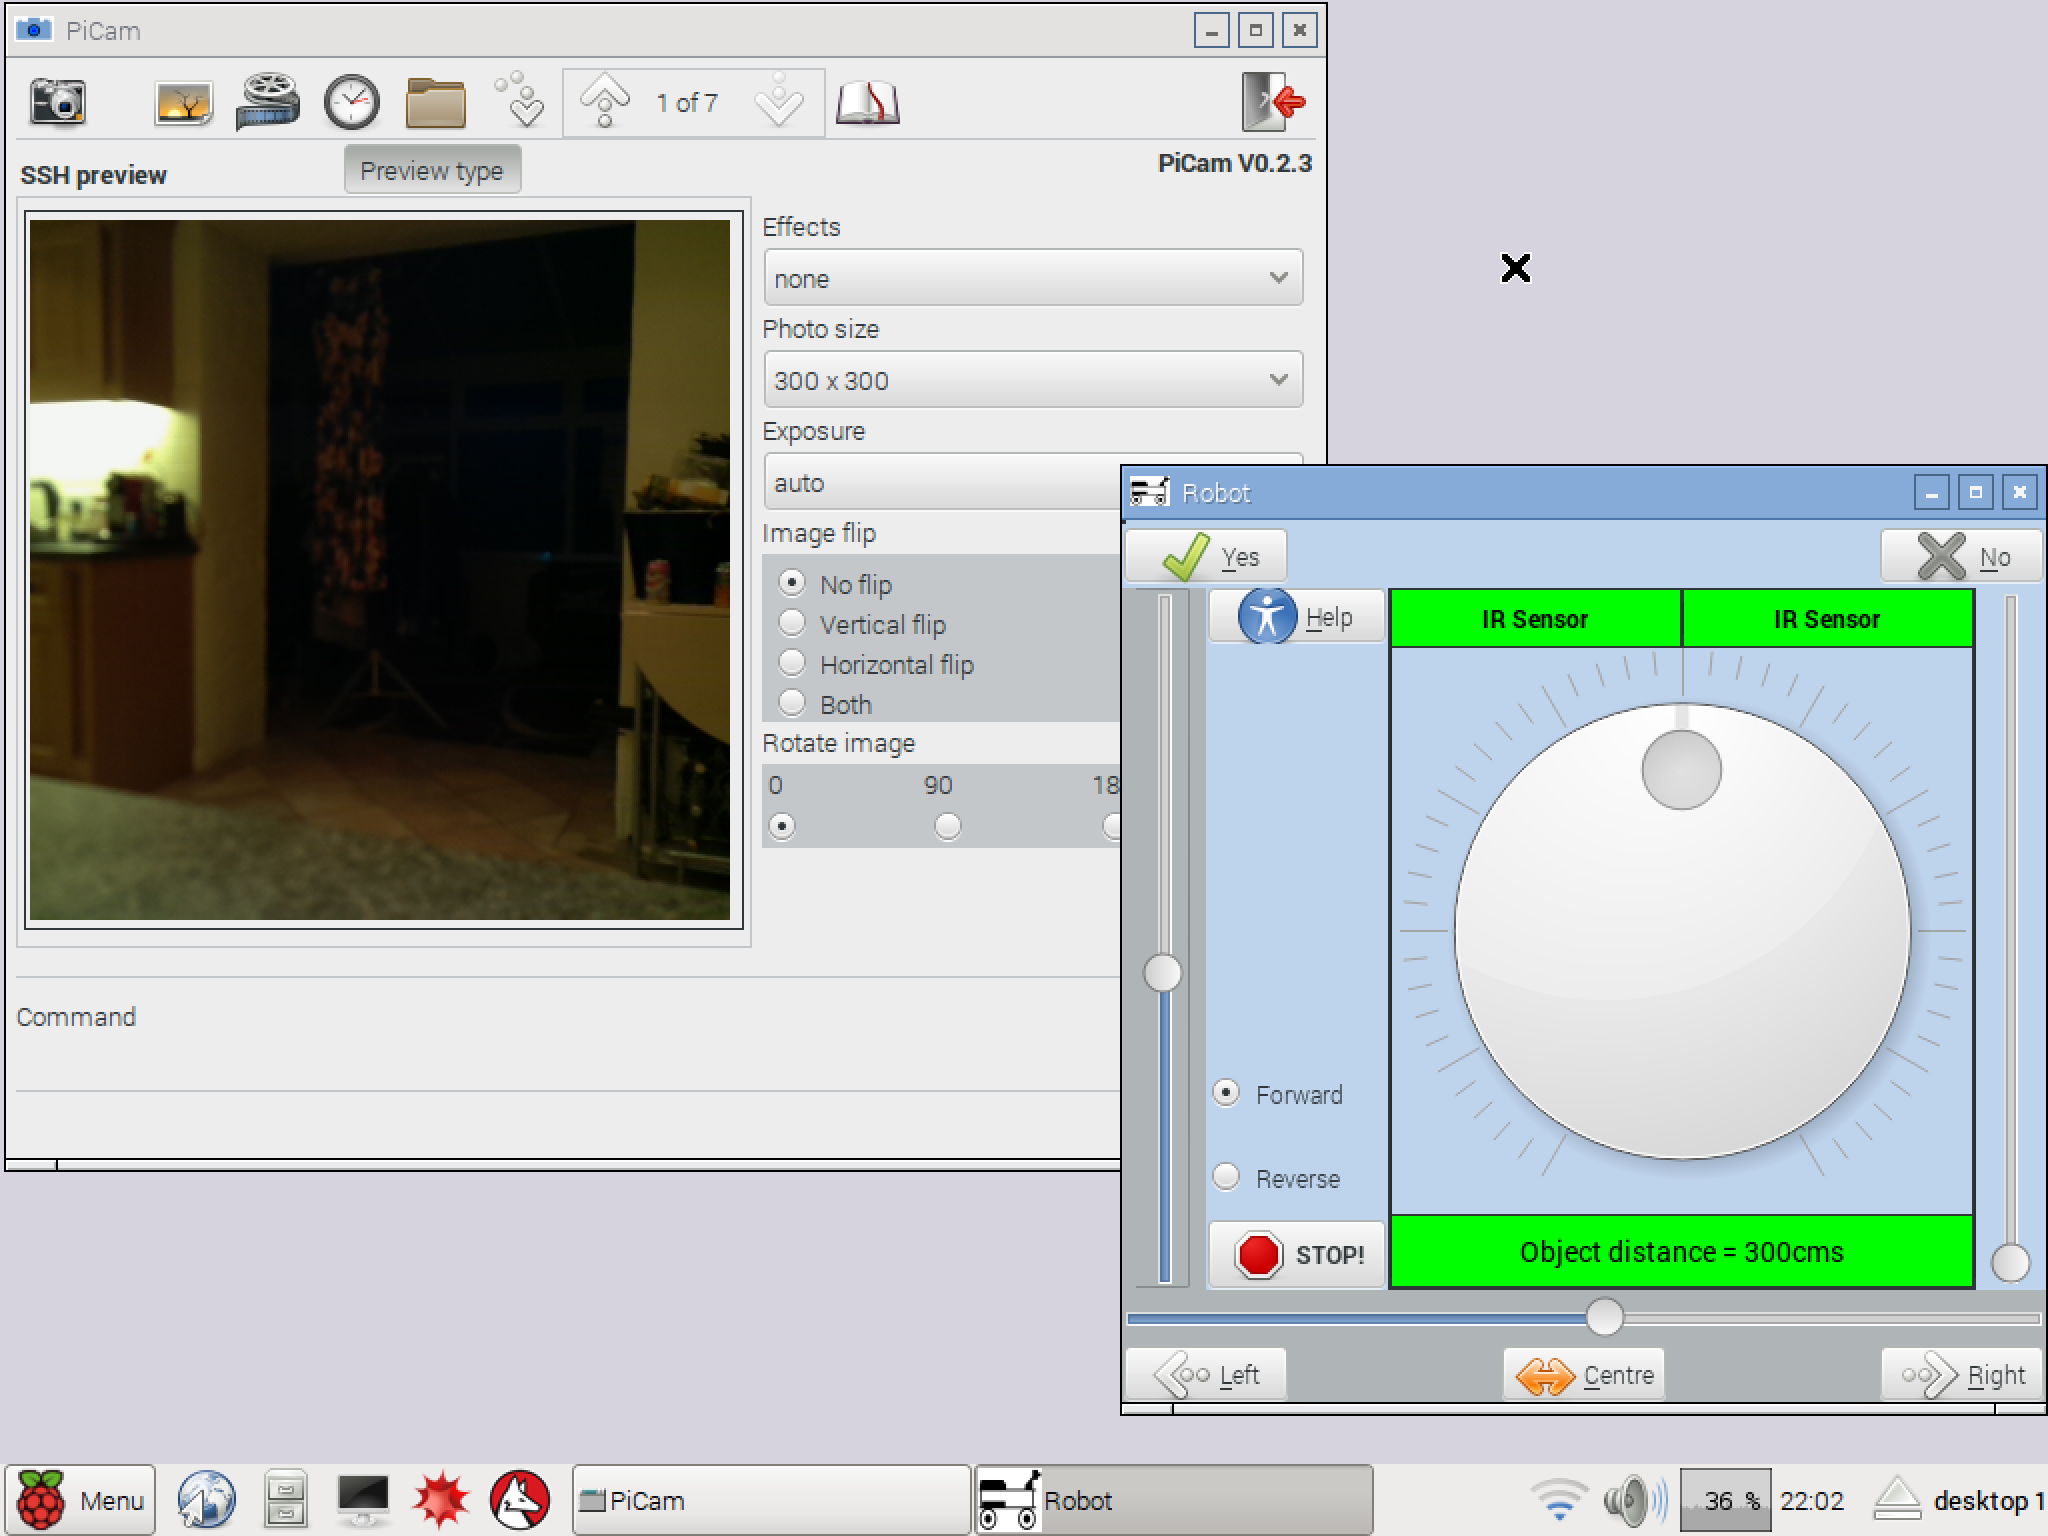 PiCam
1 of 7
SSH preview
Preview type
PiCam V0.2.3
Effects
none
Photo size
300 x 300
Exposure
auto
Image flip
No flip
Vertical flip
Horizontal flip
Both
Rotate image
0 90 18
Command
Robot
Yes
No
Help
IR Sensor IR Sensor
Forward
Reverse
STOP!
Object distance = 300cms
Left
Centre
Right
Menu
PiCam
Robot
36 %
22:02
desktop 1